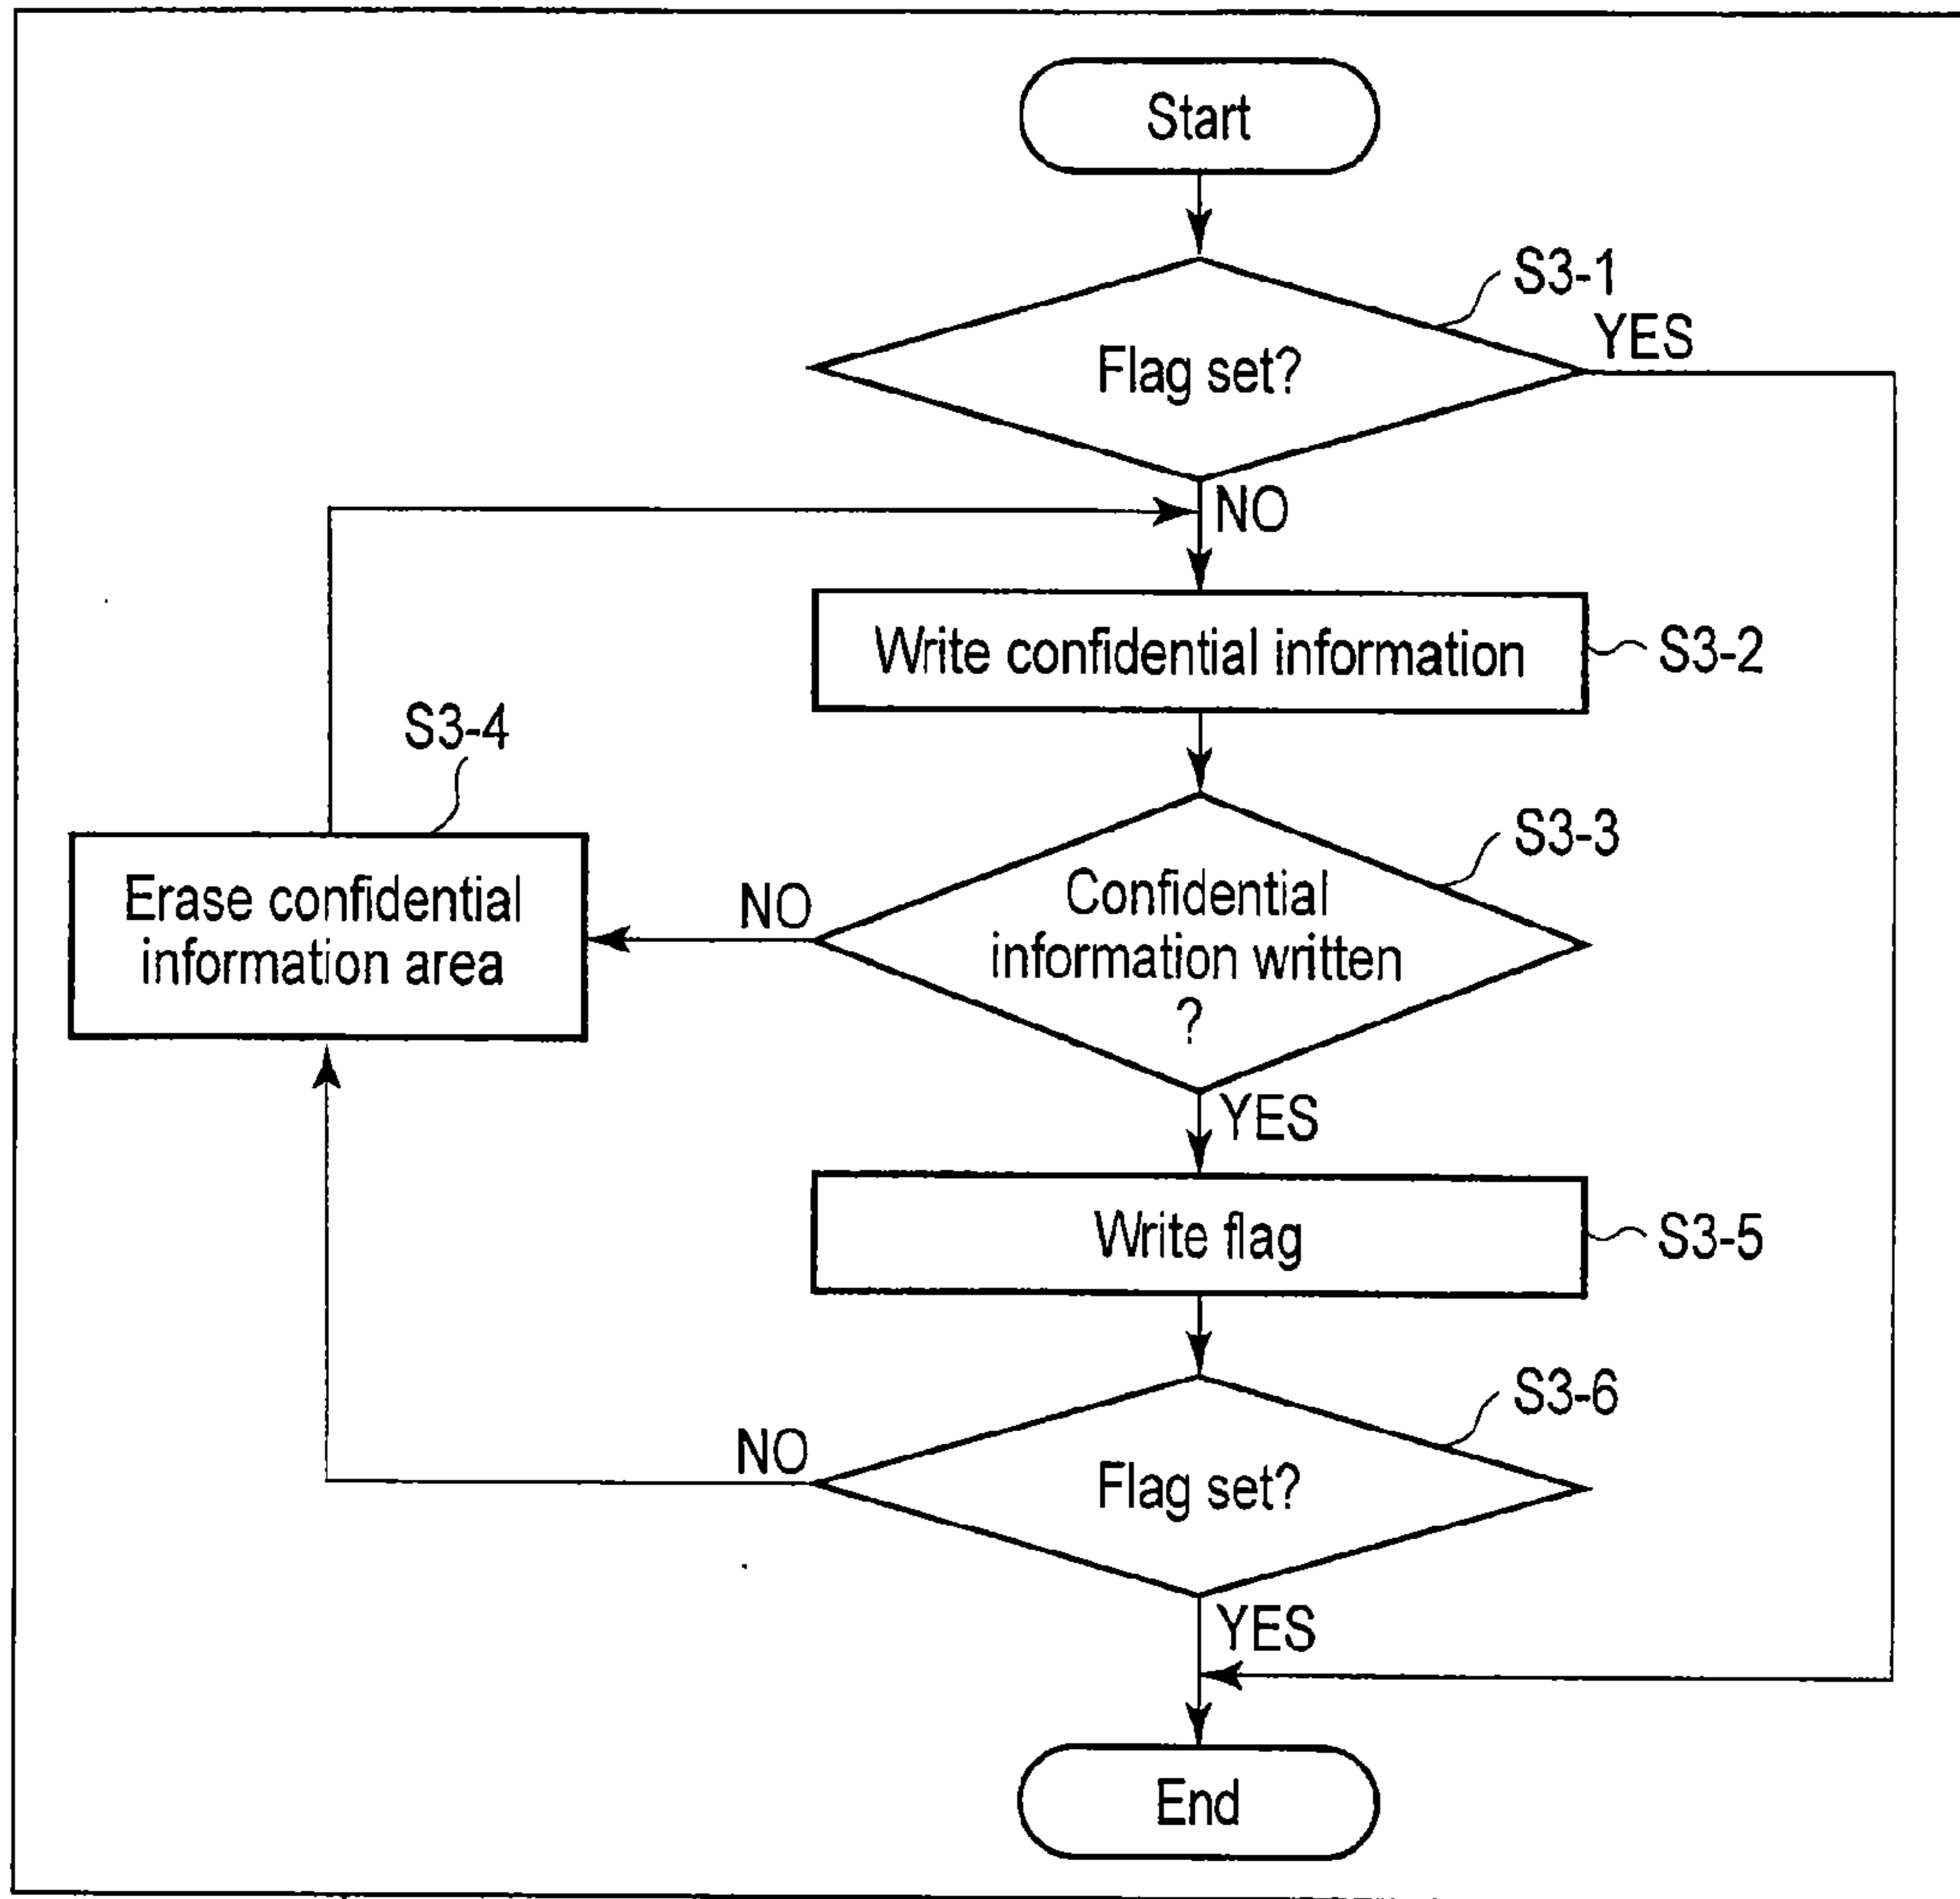 Start
S3-1
YES
Flag set?
NO
Write confidential information
S3-2
S3-4
S3-3
Erase confidential
information area
NO
Confidential
information written
?
YES
Write flag
S3-5
S3-6
NO
Flag set?
YES
End